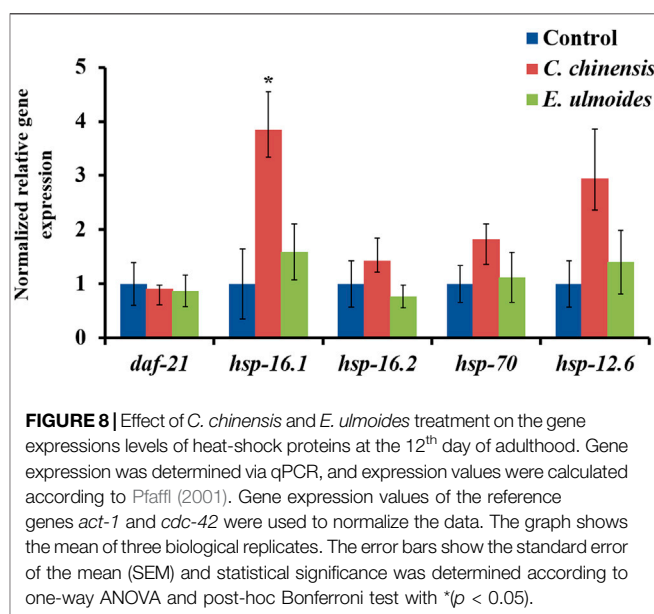 Control
C. chinensis
E. ulmoides
Normalized relative gene
expression
5
4
3
2
1
0
*
daf-21 hsp-16.1 hsp-16.2 hsp-70 hsp-12.6
FIGURE 8 | Effect of C. chinensis and E. ulmoides treatment on the gene
expressions levels of heat-shock proteins at the 12th day of adulthood. Gene
expression was determined via qPCR, and expression values were calculated
according to Pfaffl (2001). Gene expression values of the reference
genes act-1 and cdc-42 were used to normalize the data. The graph shows
the mean of three biological replicates. The error bars show the standard error
of the mean (SEM) and statistical significance was determined according to
one-way ANOVA and post-hoc Bonferroni test with *(p < 0.05).